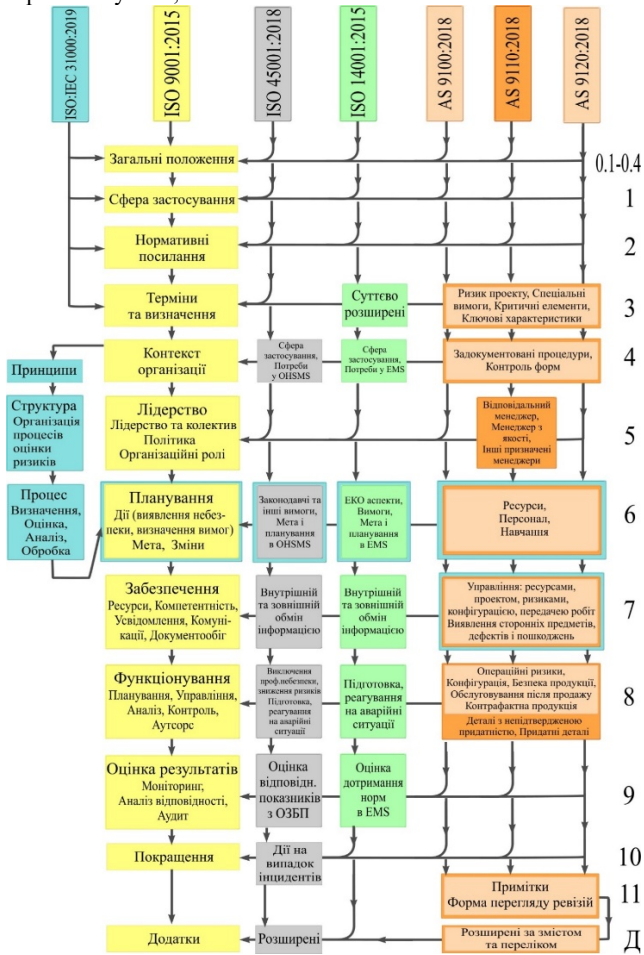 ISO:IEC 31000:2019
ISO 9001:2015
ISO 45001:2018
ISO 14001:2015
AS 9100:2018
AS 9110:2018
AS 9120:2018
Загальні положення
0.1-0.4
Сфера застосування
1
Нормативні
посилання
2
Терміни
та визначення
Суттєво
розширені
Ризик проекту, Спеціальні
вимоги, Критичні елементи,
Ключові характеристики
3
Принципи
Контекст
організації
Сфера
застосування,
Потреби
у OHSMS
Сфера
застосування,
Потреби у EMS
Задокументовані процедури,
Контроль форм
4
Структура
Організація
процесів
оцінки
ризиків
Лідерство
Лідерство та колектив
Політика
Організаційні ролі
Відповідальний
менеджер,
Менеджер з
якості,
Інші призначені
менеджери
5
Процес
Визначення,
Оцінка,
Аналіз,
Обробка
Планування
Дії (виявлення небез-
пеки, визначення вимог)
Мета, Зміни
Законодавчі та
інші вимоги,
Мета і
планування
в OHSMS
ЕКО аспекти,
Вимоги,
Мета і
планування
в EMS
Ресурси,
Персонал,
Навчання
6
Забезпечення
Ресурси, Компетентність,
Усвідомлення, Комуні-
кації, Документообіг
Внутрішній
та зовнішній
обмін
інформацією
Внутрішній
та зовнішній
обмін
інформацією
Управління: ресурсами,
проектом, ризиками,
конфігурацією, передачею робіт
Виявлення сторонніх предметів,
дефектів і пошкоджень
7
Функціонування
Планування, Управління,
Аналіз, Контроль,
Аутсорс
Виключення
проф.небезпеки,
зниження ризиків
Підготовка,
реагування
на аварійні
ситуації
Підготовка,
реагування
на аварійні
ситуації
Операційні ризики,
Конфігурація, Безпека продукції,
Обслуговування після продажу
Контрафактна продукція
Деталі з непідтвердженою
придатністю, Придатні деталі
8
Оцінка результатів
Моніторинг,
Аналіз відповідності,
Аудит
Оцінка
відповідн.
показників
з ОЗБП
Оцінка
дотримання
норм
в EMS
9
Покращення
Дії на
випадок
інцидентів
10
Примітки
Форма перегляду ревізій
11
Додатки
Розширені
Розширені за змістом
та переліком
Д